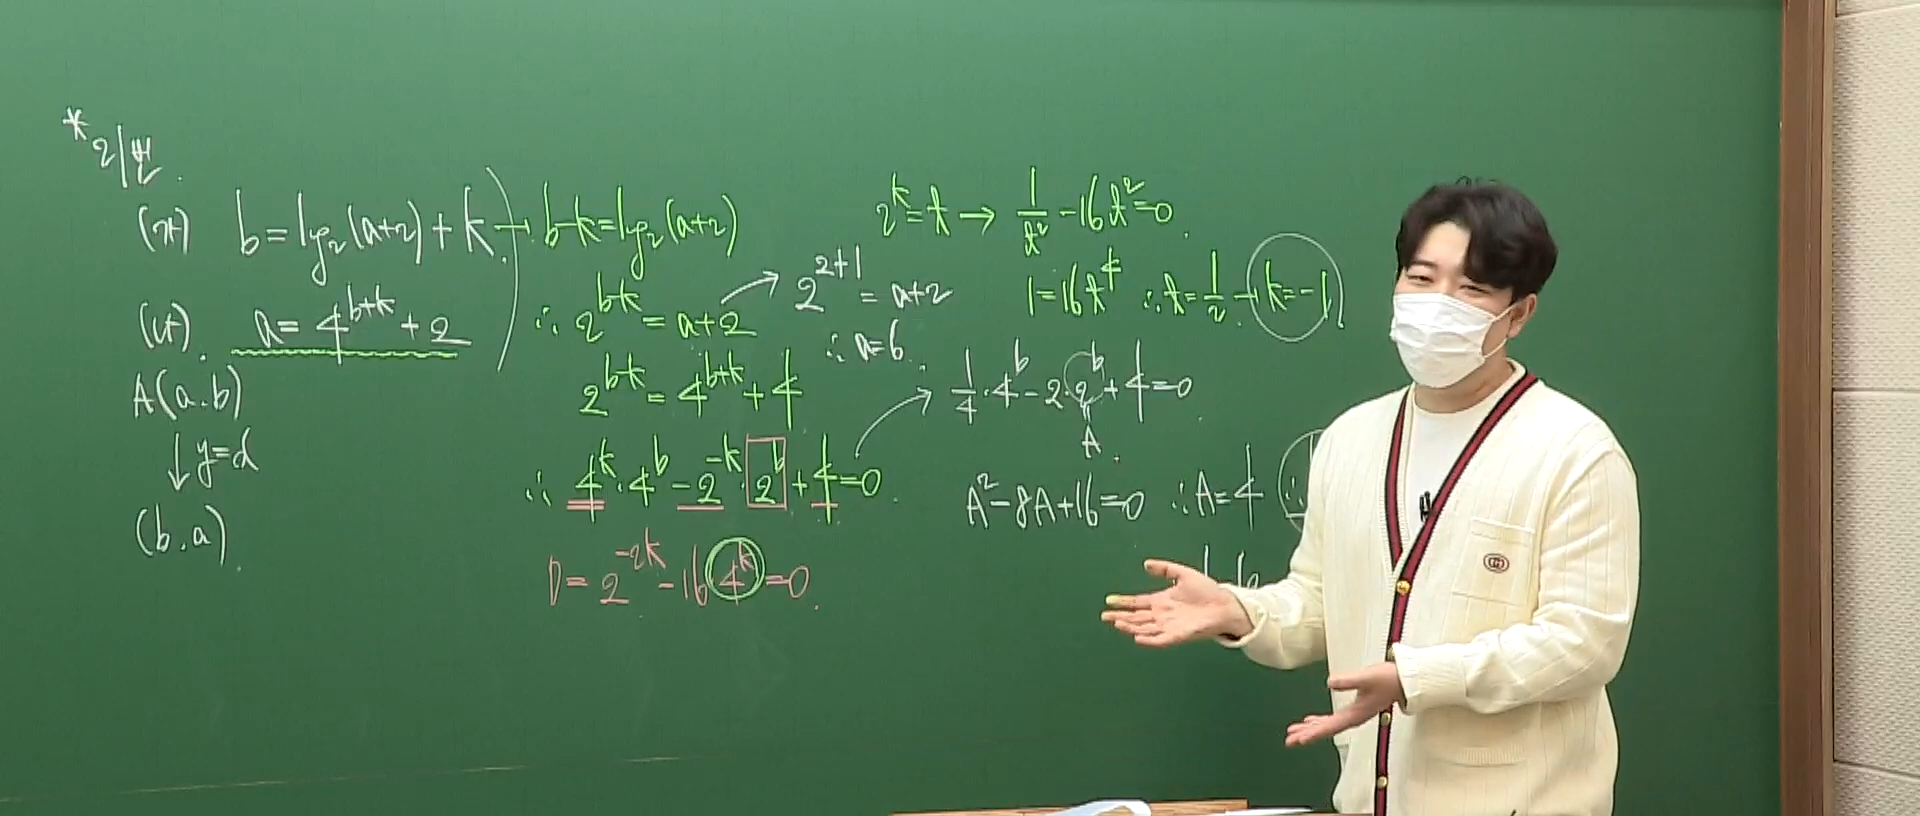 * 21번.
(가) b=log₂(a+2)+k.
(나). a=4^{b+k}+2
A(a.b)
↓y=x
(b.a).
→ b-k=log₂(a+2)
∴ 2^{b-k}=a+2
2^{b-k}=4^{b+k}+4
∴ 4^k·4^b-2^{-k}·2^b+4=0.
D=2^{-2k}-16·4^k=0.
→ 2^{2+1}=a+2
∴ a=6.
2^k=t → 1/t²-16t²=0.
1=16t⁴ ∴ t=1/2 → k=-1.
→ 1/4·4^b-2·2^b+4=0.
A.
A²-8A+16=0 ∴ A=4 ∴